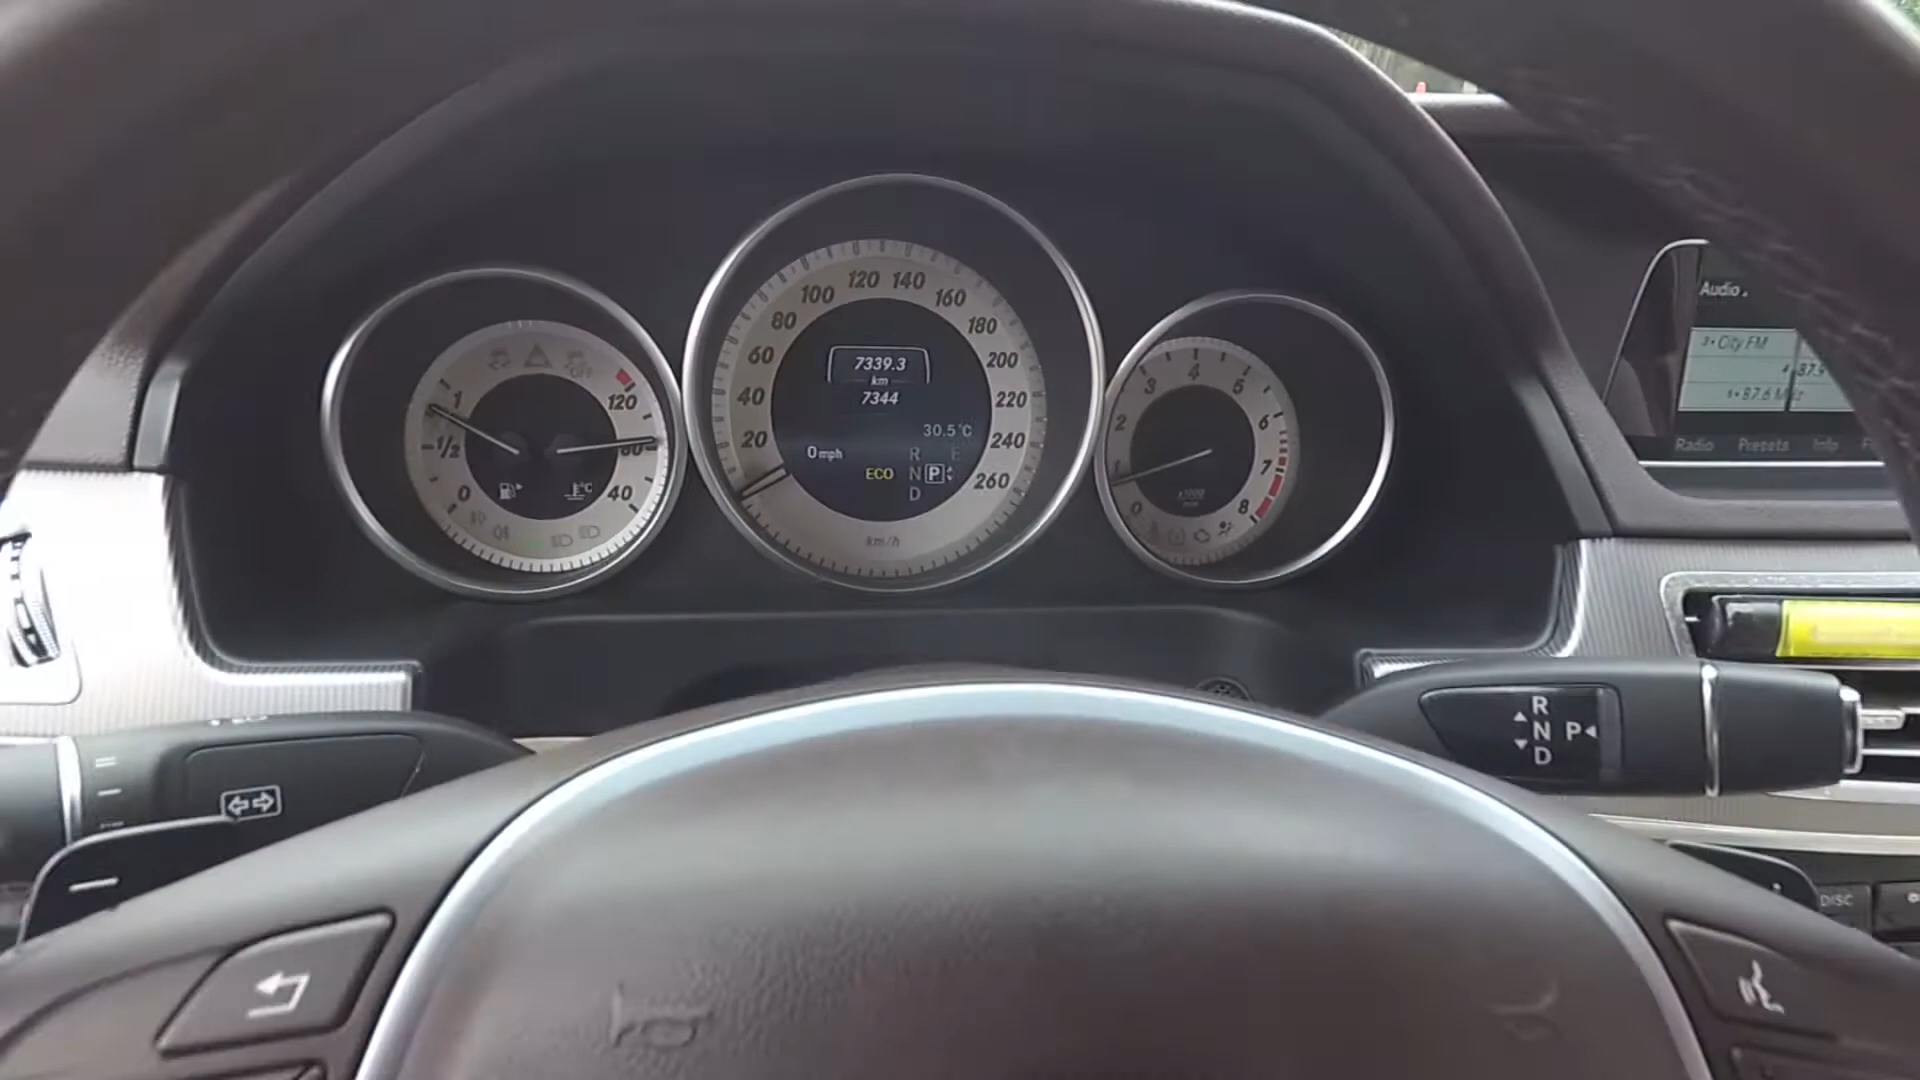 1
1/2
0
120
80
40
°C
120 140
100 160
80 180
60 200
40 220
20 240
260
7339.3
km
7344
30.5°C
0 mph
ECO
R
N P
D
km/h
4
3 5
2 6
1 7
0 8
Audio
3 City FM
87.6
Radio Presets Info
R
N P
D
DISC